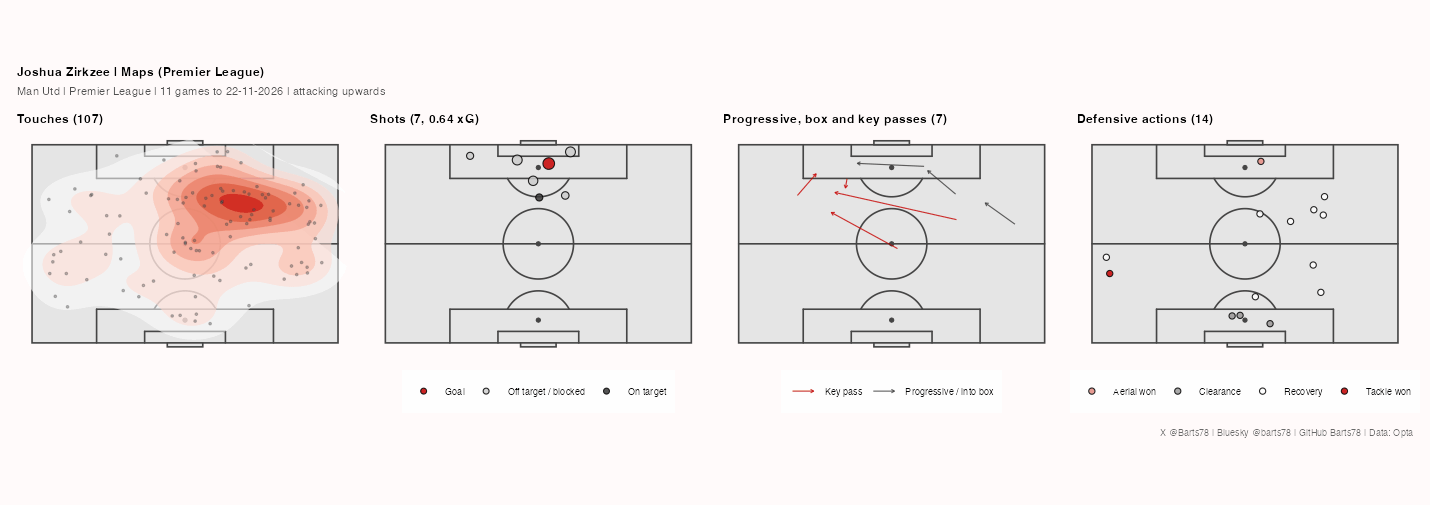 Joshua Zirkzee | Maps (Premier League)
Man Utd | Premier League | 11 games to 22-11-2026 | attacking upwards
Touches (107)
Shots (7, 0.64 xG)
Progressive, box and key passes (7)
Defensive actions (14)
Goal
Off target / blocked
On target
Key pass
Progressive / into box
Aerial won
Clearance
Recovery
Tackle won
X @Barts78 | Bluesky @barts78 | GitHub Barts78 | Data: Opta